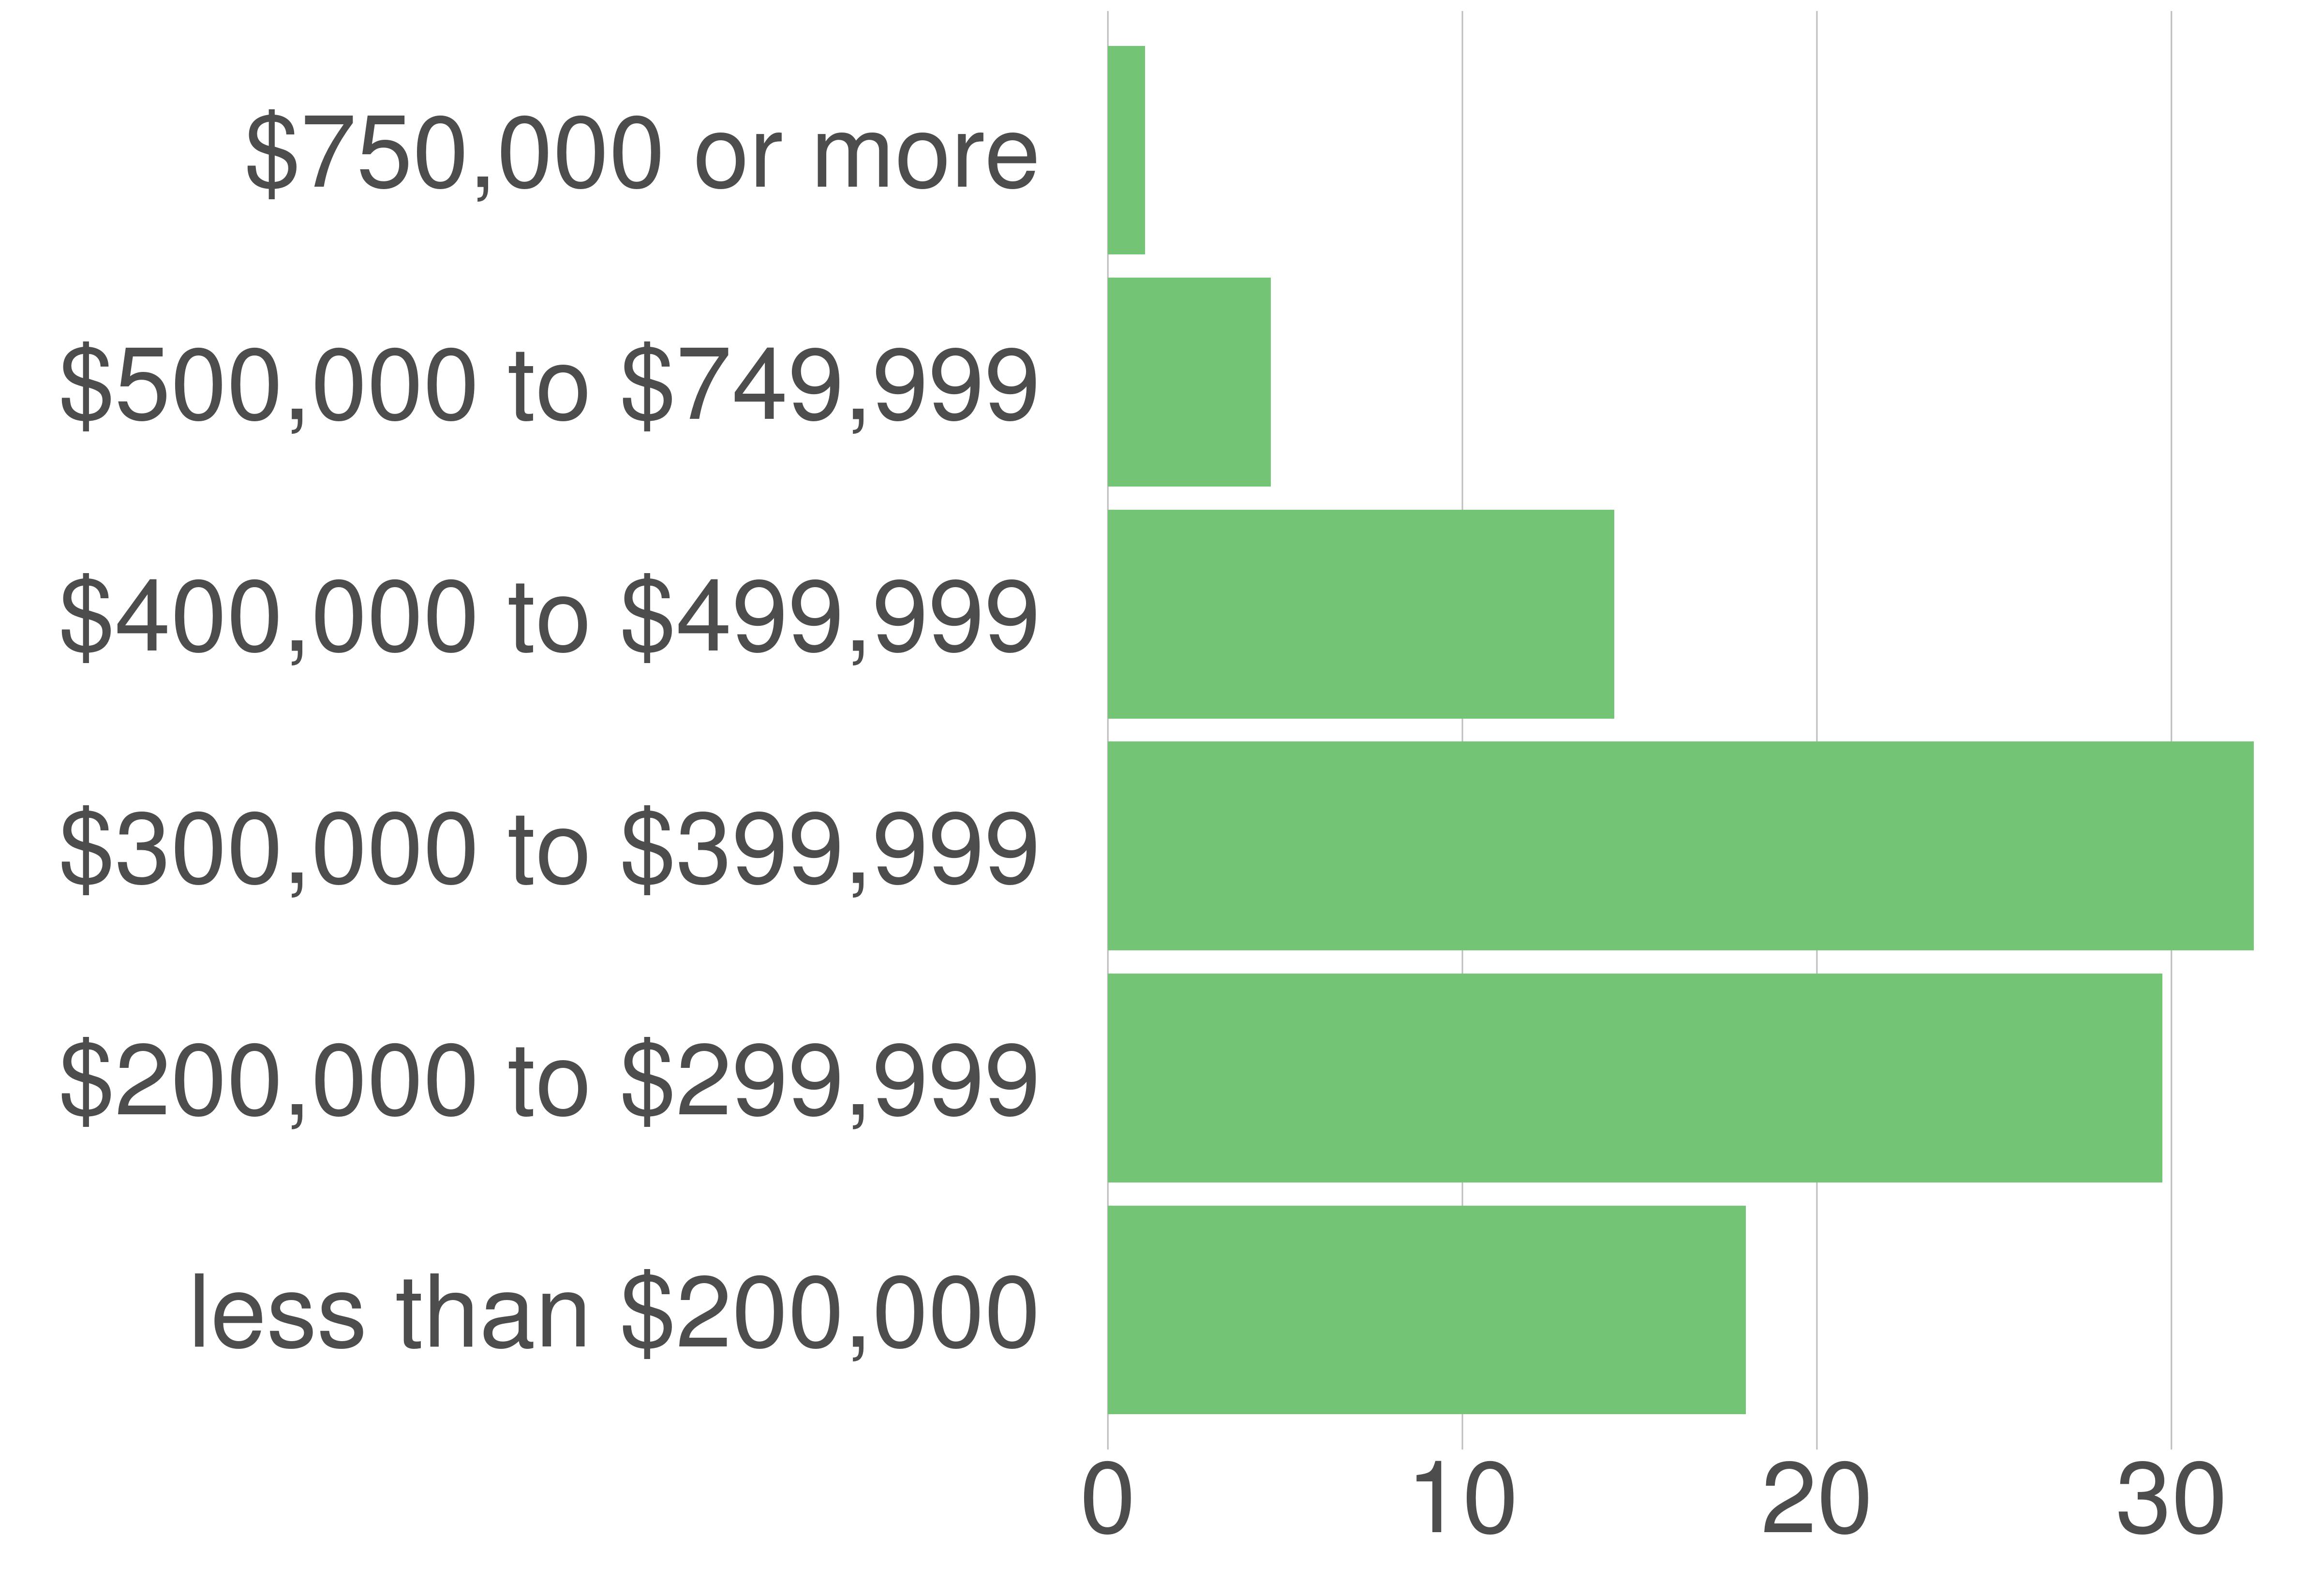 $750,000 or more
$500,000 to $749,999
$400,000 to $499,999
$300,000 to $399,999
$200,000 to $299,999
less than $200,000
0 10 20 30